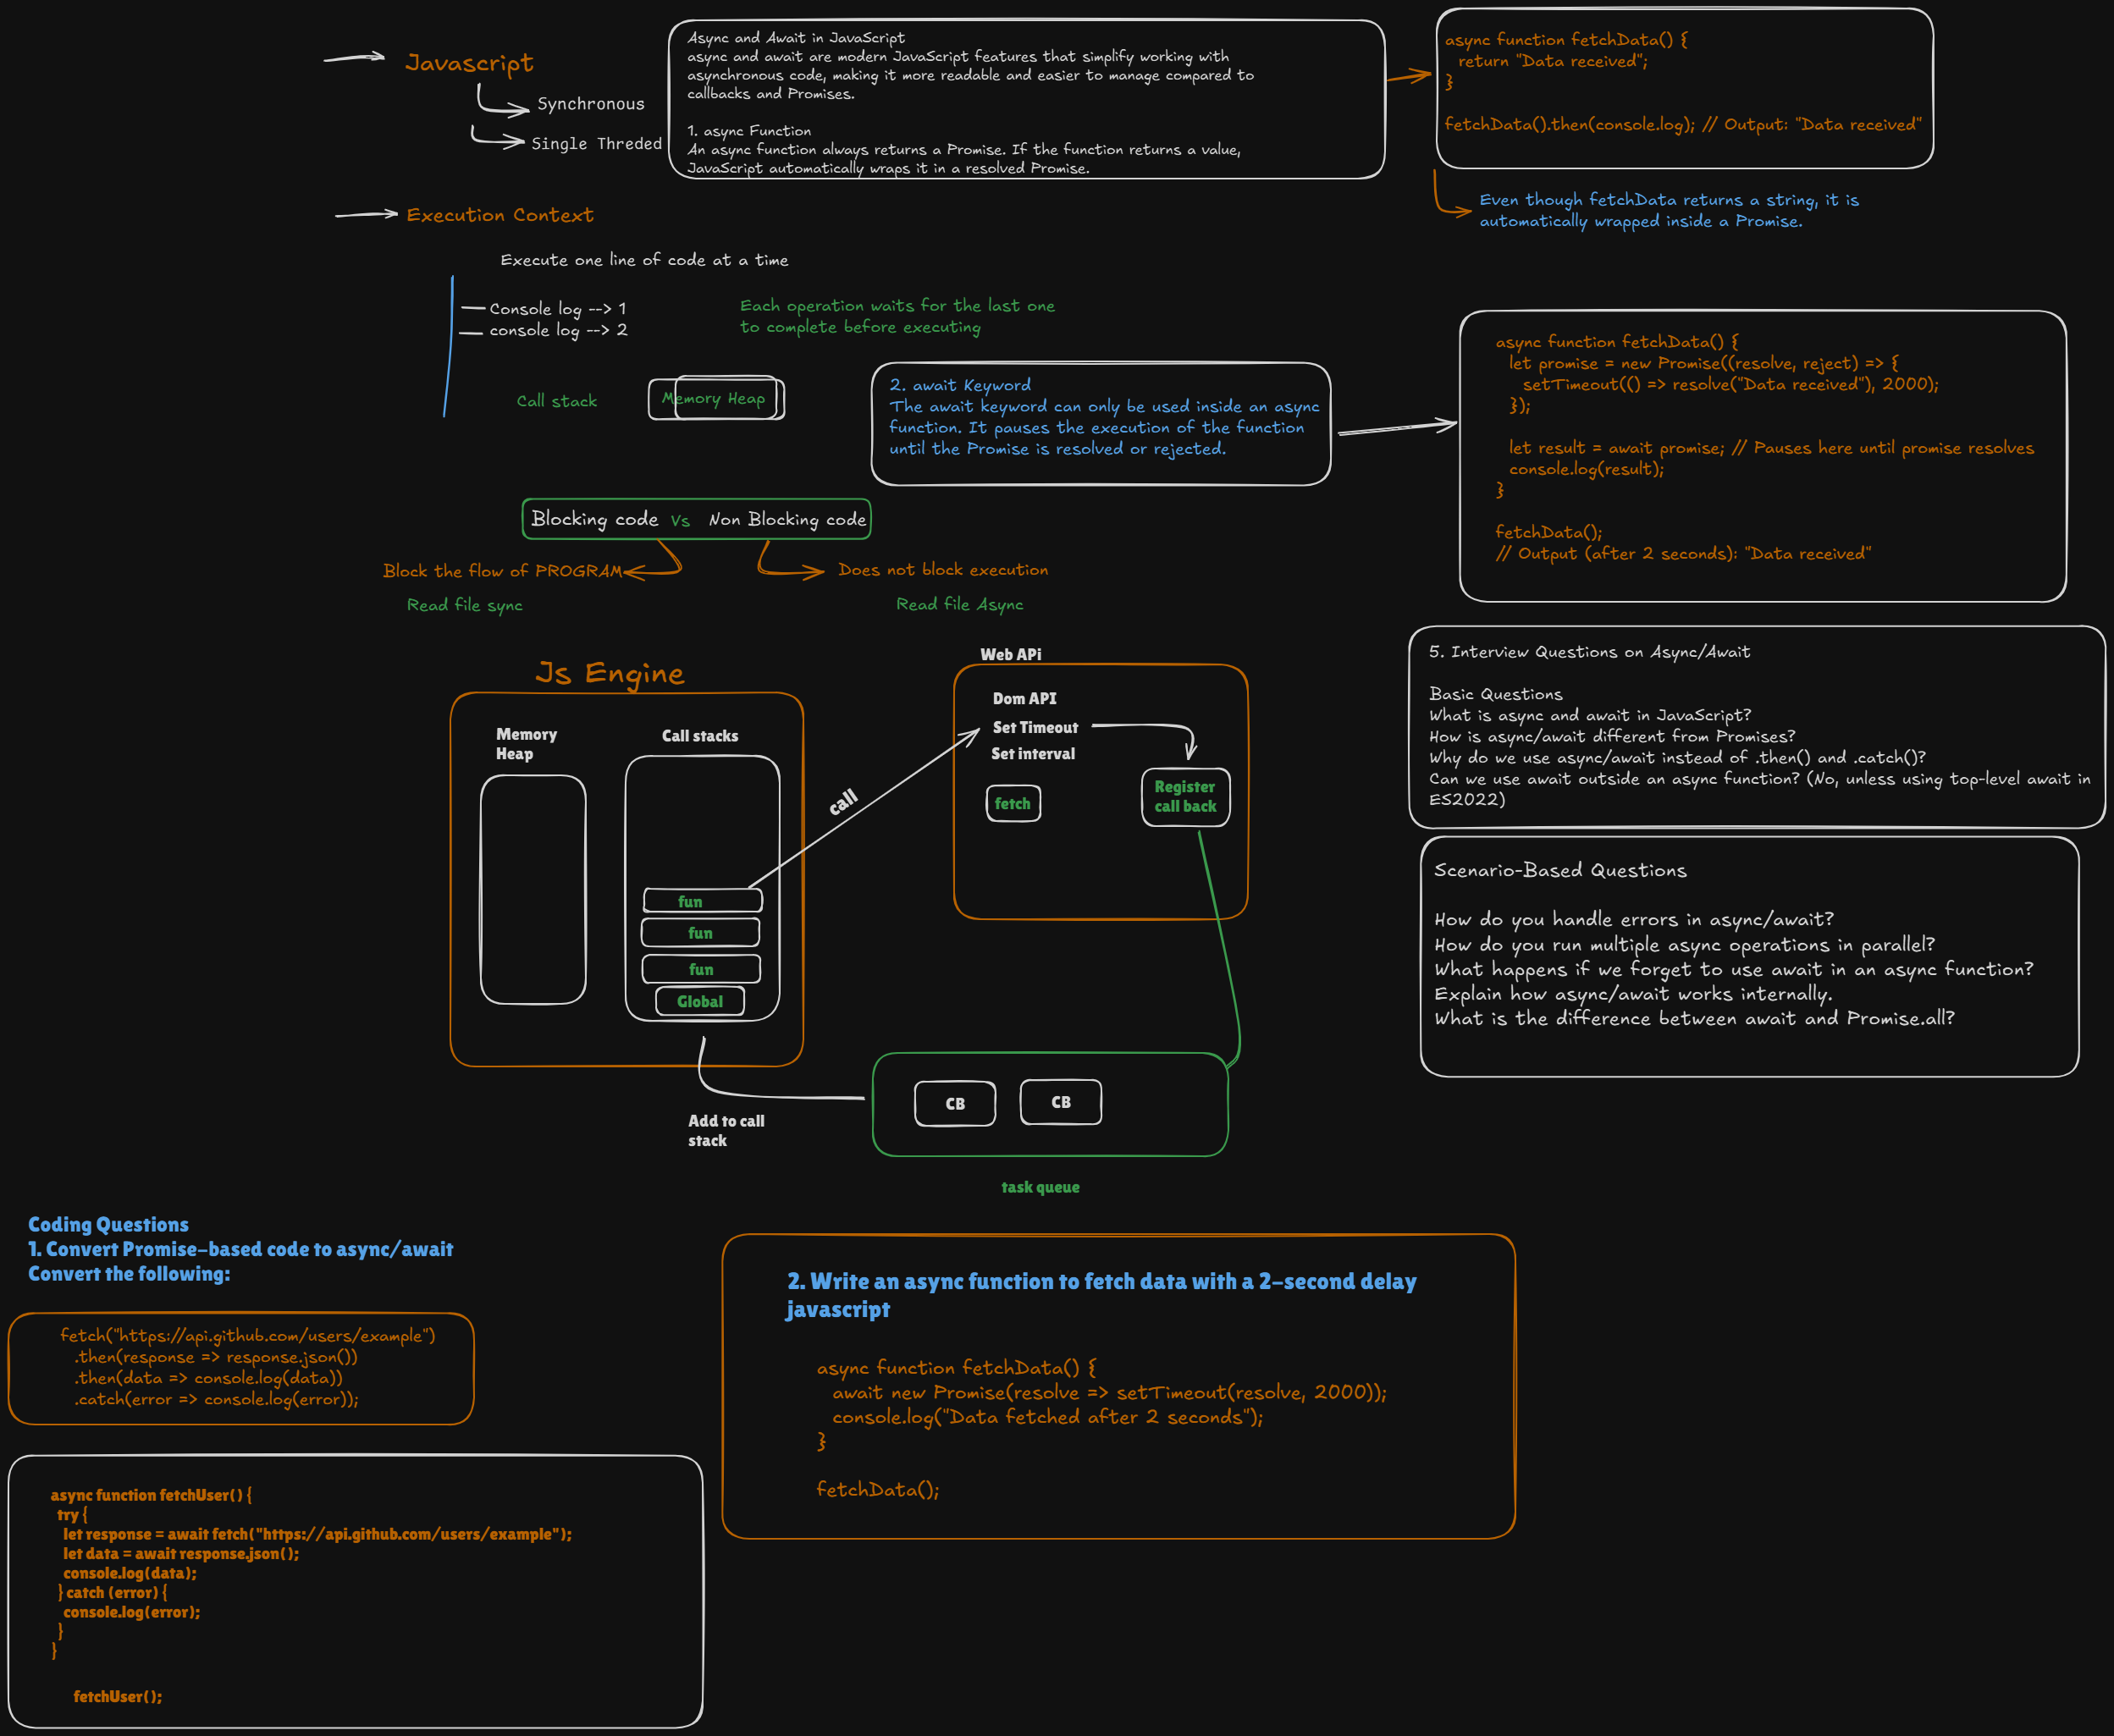 Javascript
Synchronous
Single Threded
Async and Await in JavaScript
async and await are modern JavaScript features that simplify working with
asynchronous code, making it more readable and easier to manage compared to
callbacks and Promises.
1. async Function
An async function always returns a Promise. If the function returns a value,
JavaScript automatically wraps it in a resolved Promise.
async function fetchData() {
return "Data received";
}
fetchData().then(console.log); // Output: "Data received"
Even though fetchData returns a string, it is
automatically wrapped inside a Promise.
Execution Context
Execute one line of code at a time
Console log --> 1
console log --> 2
Each operation waits for the last one
to complete before executing
Call stack
Memory Heap
2. await Keyword
The await keyword can only be used inside an async
function. It pauses the execution of the function
until the Promise is resolved or rejected.
async function fetchData() {
let promise = new Promise((resolve, reject) => {
setTimeout(() => resolve("Data received"), 2000);
});
let result = await promise; // Pauses here until promise resolves
console.log(result);
}
fetchData();
// Output (after 2 seconds): "Data received"
Blocking code Vs Non Blocking code
Block the flow of PROGRAM
Does not block execution
Read file sync
Read file Async
Js Engine
Memory
Heap
Call stacks
fun
fun
fun
Global
call
Web APi
Dom API
Set Timeout
Set interval
fetch
Register
call back
Add to call
stack
CB
CB
task queue
5. Interview Questions on Async/Await
Basic Questions
What is async and await in JavaScript?
How is async/await different from Promises?
Why do we use async/await instead of .then() and .catch()?
Can we use await outside an async function? (No, unless using top-level await in
ES2022)
Scenario-Based Questions
How do you handle errors in async/await?
How do you run multiple async operations in parallel?
What happens if we forget to use await in an async function?
Explain how async/await works internally.
What is the difference between await and Promise.all?
Coding Questions
1. Convert Promise-based code to async/await
Convert the following:
fetch("https://api.github.com/users/example")
.then(response => response.json())
.then(data => console.log(data))
.catch(error => console.log(error));
async function fetchUser() {
try {
let response = await fetch("https://api.github.com/users/example");
let data = await response.json();
console.log(data);
} catch (error) {
console.log(error);
}
}
fetchUser();
2. Write an async function to fetch data with a 2-second delay
javascript
async function fetchData() {
await new Promise(resolve => setTimeout(resolve, 2000));
console.log("Data fetched after 2 seconds");
}
fetchData();